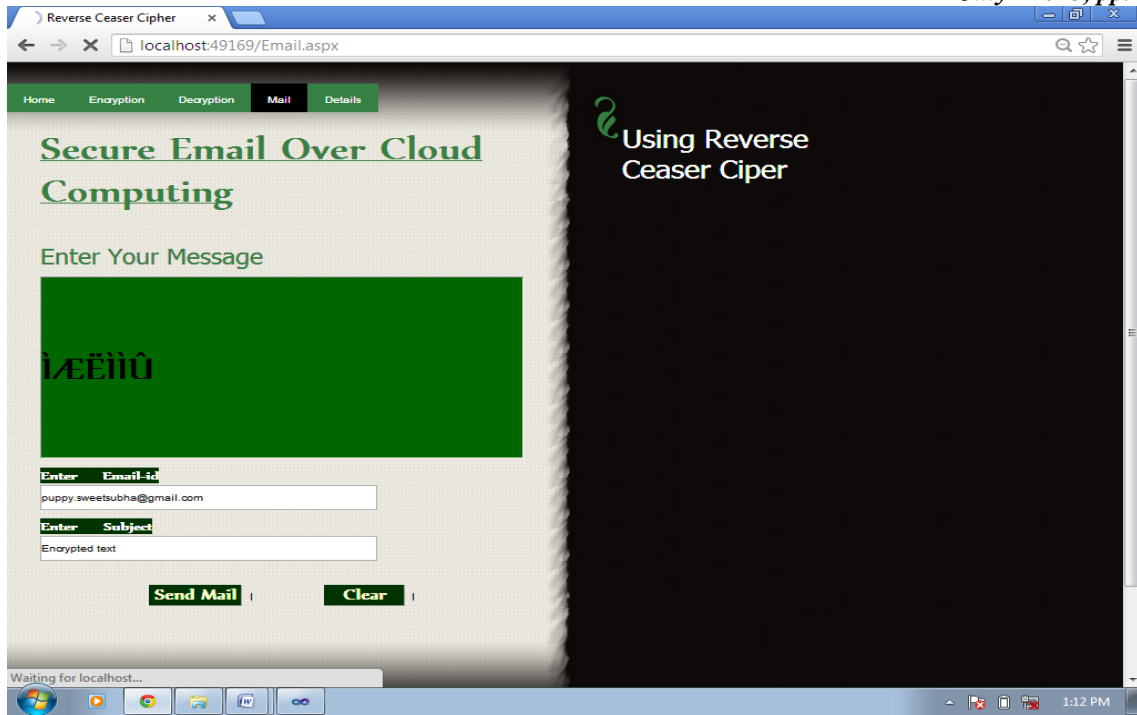 Reverse Ceaser Cipher
localhost:49169/Email.aspx
Home Encryption Decryption Mail Details
Secure Email Over Cloud
Computing
Using Reverse
Ceaser Ciper
Enter Your Message
ÌÆËÌÌÛ
Enter Email-id
puppy.sweetsubha@gmail.com
Enter Subject
Encrypted text
Send Mail Clear
Waiting for localhost...
1:12 PM